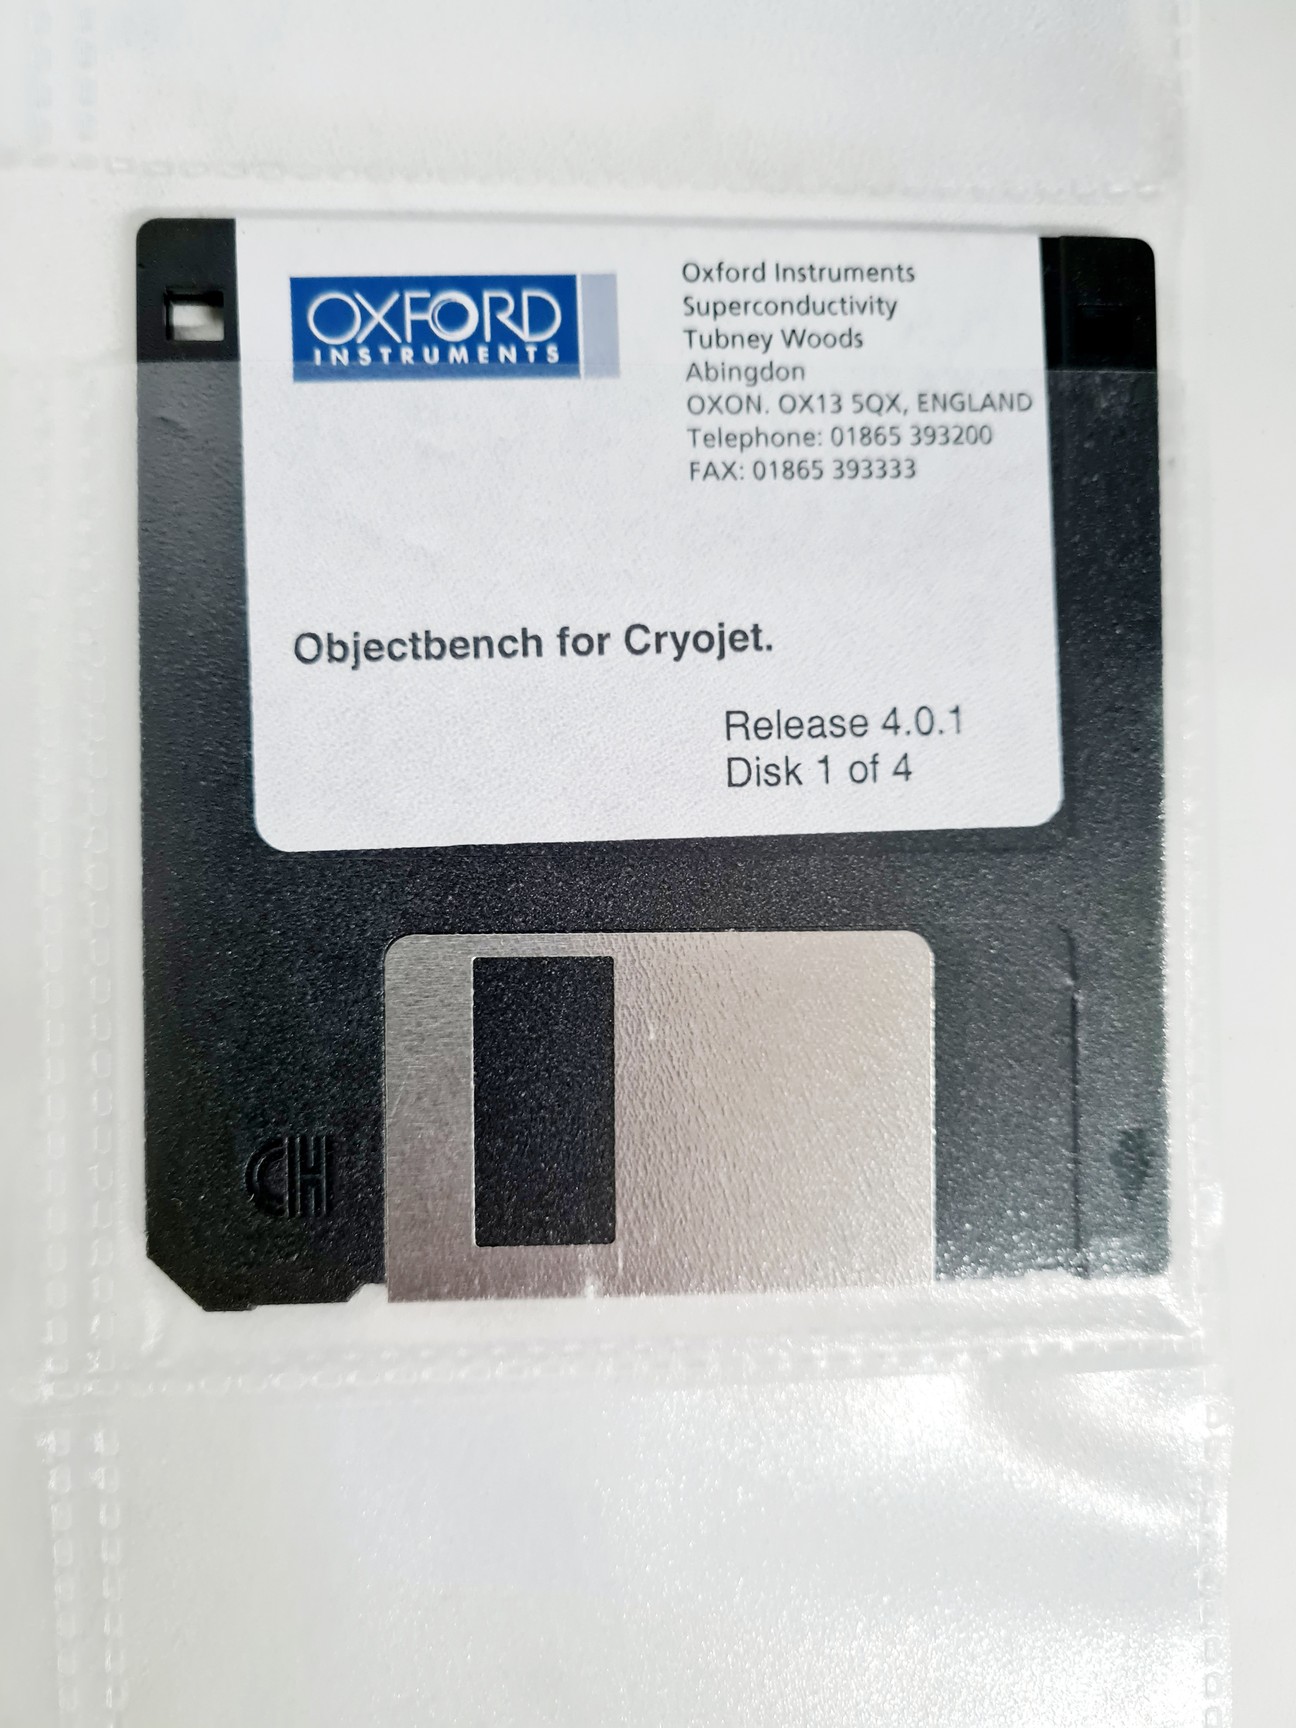 OXFORD
INSTRUMENTS
Oxford Instruments
Superconductivity
Tubney Woods
Abingdon
OXON. OX13 5QX, ENGLAND
Telephone: 01865 393200
FAX: 01865 393333
Objectbench for Cryojet.
Release 4.0.1
Disk 1 of 4